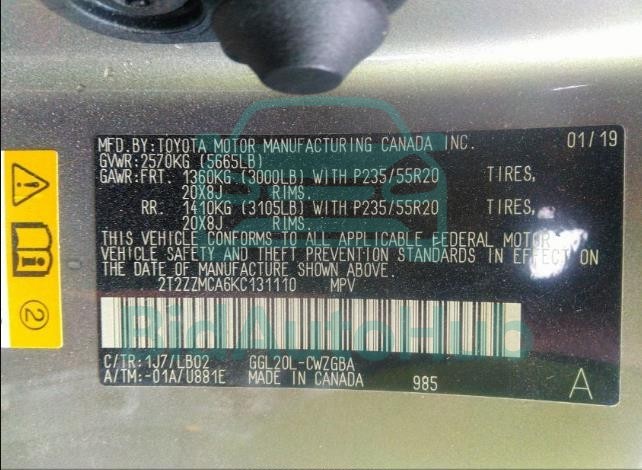 MFD.BY:TOYOTA MOTOR MANUFACTURING CANADA INC. 01/19
GVWR:2570KG (5665LB)
GAWR:FRT. 1360KG (3000LB) WITH P235/55R20 TIRES,
20X8J RIMS.
RR. 1410KG (3105LB) WITH P235/55R20 TIRES,
20X8J RIMS.
THIS VEHICLE CONFORMS TO ALL APPLICABLE FEDERAL MOTOR
VEHICLE SAFETY AND THEFT PREVENTION STANDARDS IN EFFECT ON
THE DATE OF MANUFACTURE SHOWN ABOVE.
2T2ZZMCA6KC131110 MPV
BidAutoHub
C/TR:1J7/LB02 GGL20L-CWZGBA
A/TM:-01A/U881E MADE IN CANADA 985 A
2